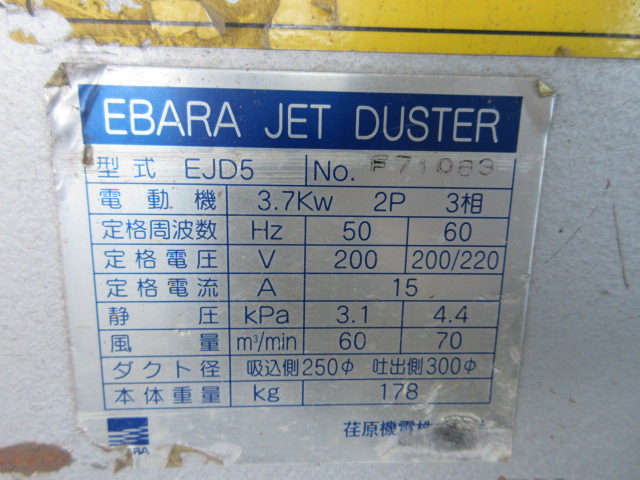 EBARA JET DUSTER
型式 EJD5 No. F71083
電動機 3.7Kw 2P 3相
定格周波数 Hz 50 60
定格電圧 V 200 200/220
定格電流 A 15
静圧 kPa 3.1 4.4
風量 m³/min 60 70
ダクト径 吸込側250φ 吐出側300φ
本体重量 kg 178
荏原機電株